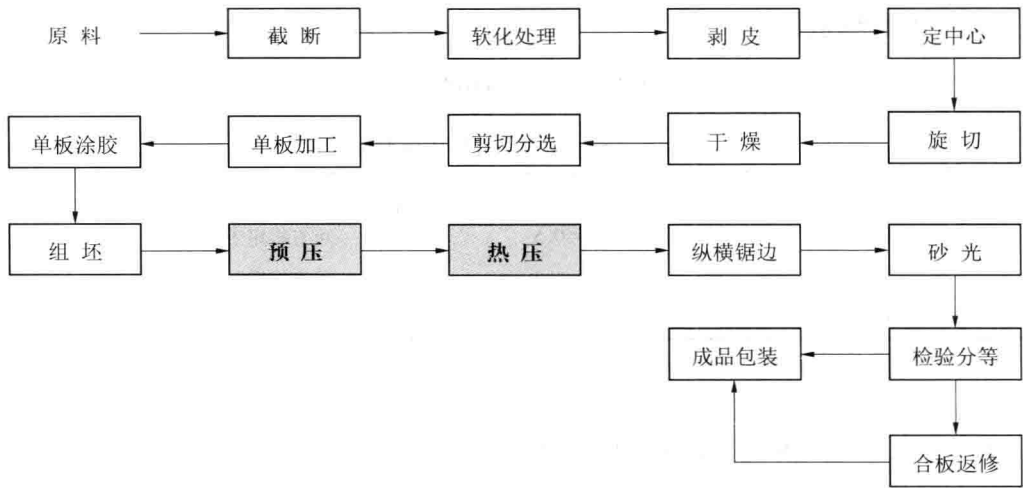 原料
截断
软化处理
剥皮
定中心
旋切
干燥
剪切分选
单板加工
单板涂胶
组坯
预压
热压
纵横锯边
砂光
检验分等
成品包装
合板返修